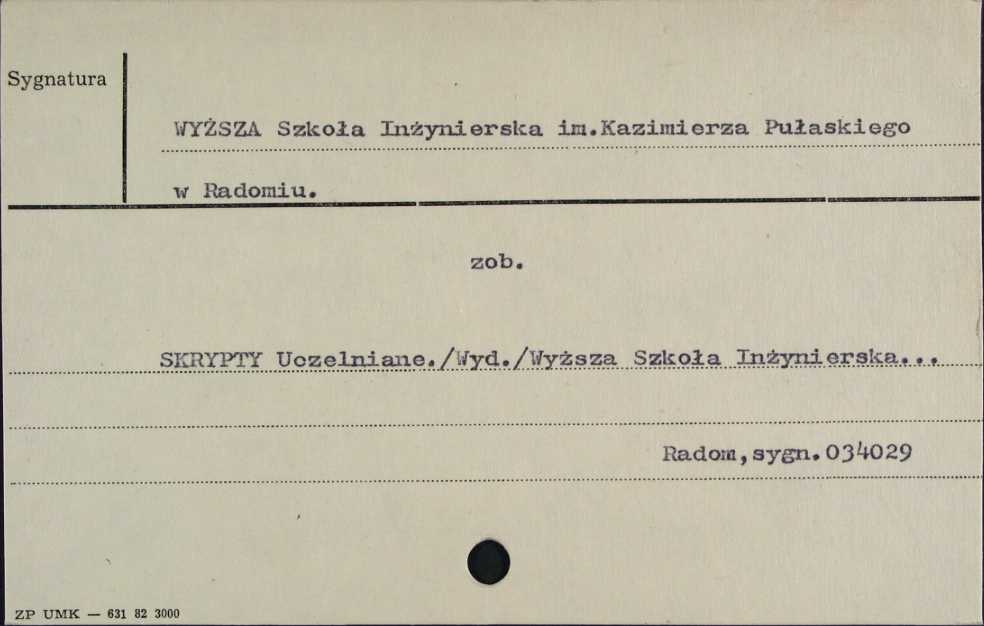 Sygnatura
WYŻSZA Szkoła Inżynierska im.Kazimierza Pułaskiego
w Radomiu.
zob.
SKRYPTY Uczelniane./Wyd./Wyższa Szkoła Inżynierska...
Radom,sygn.034029
ZP UMK — 631 82 3000